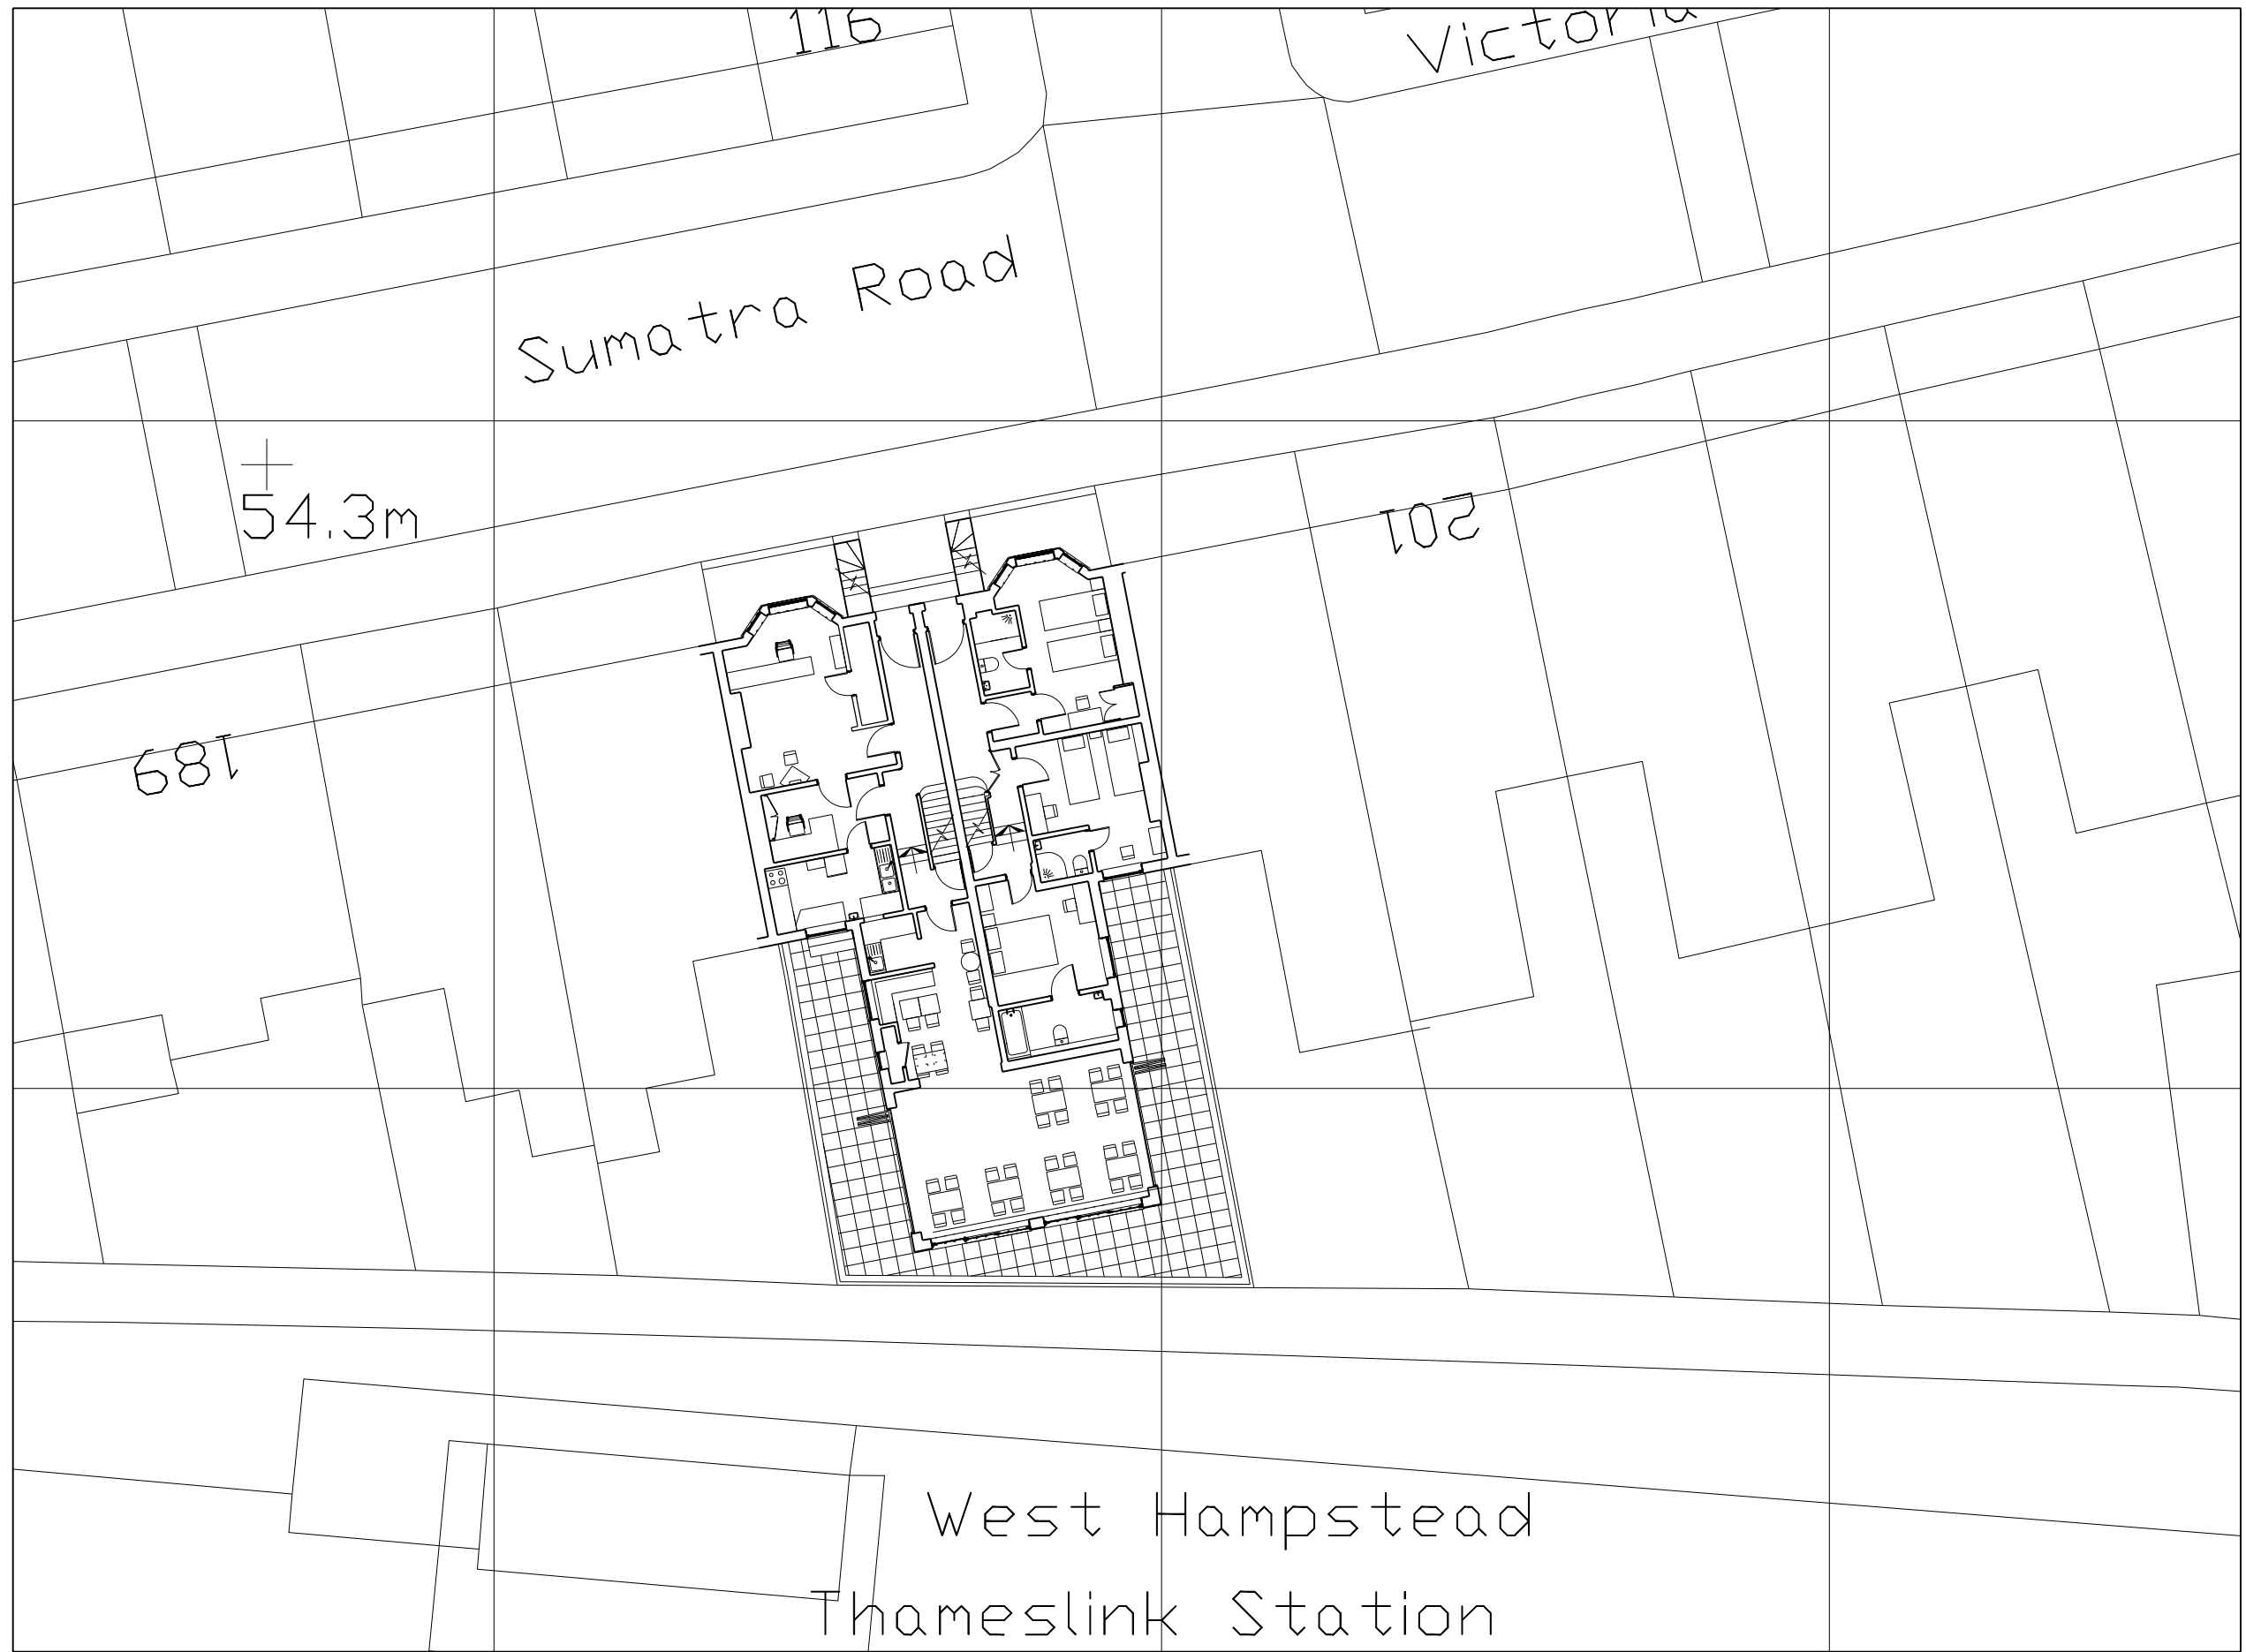 116
Victoria
Sumatra Road
54.3m
201
189
West Hampstead
Thameslink Station